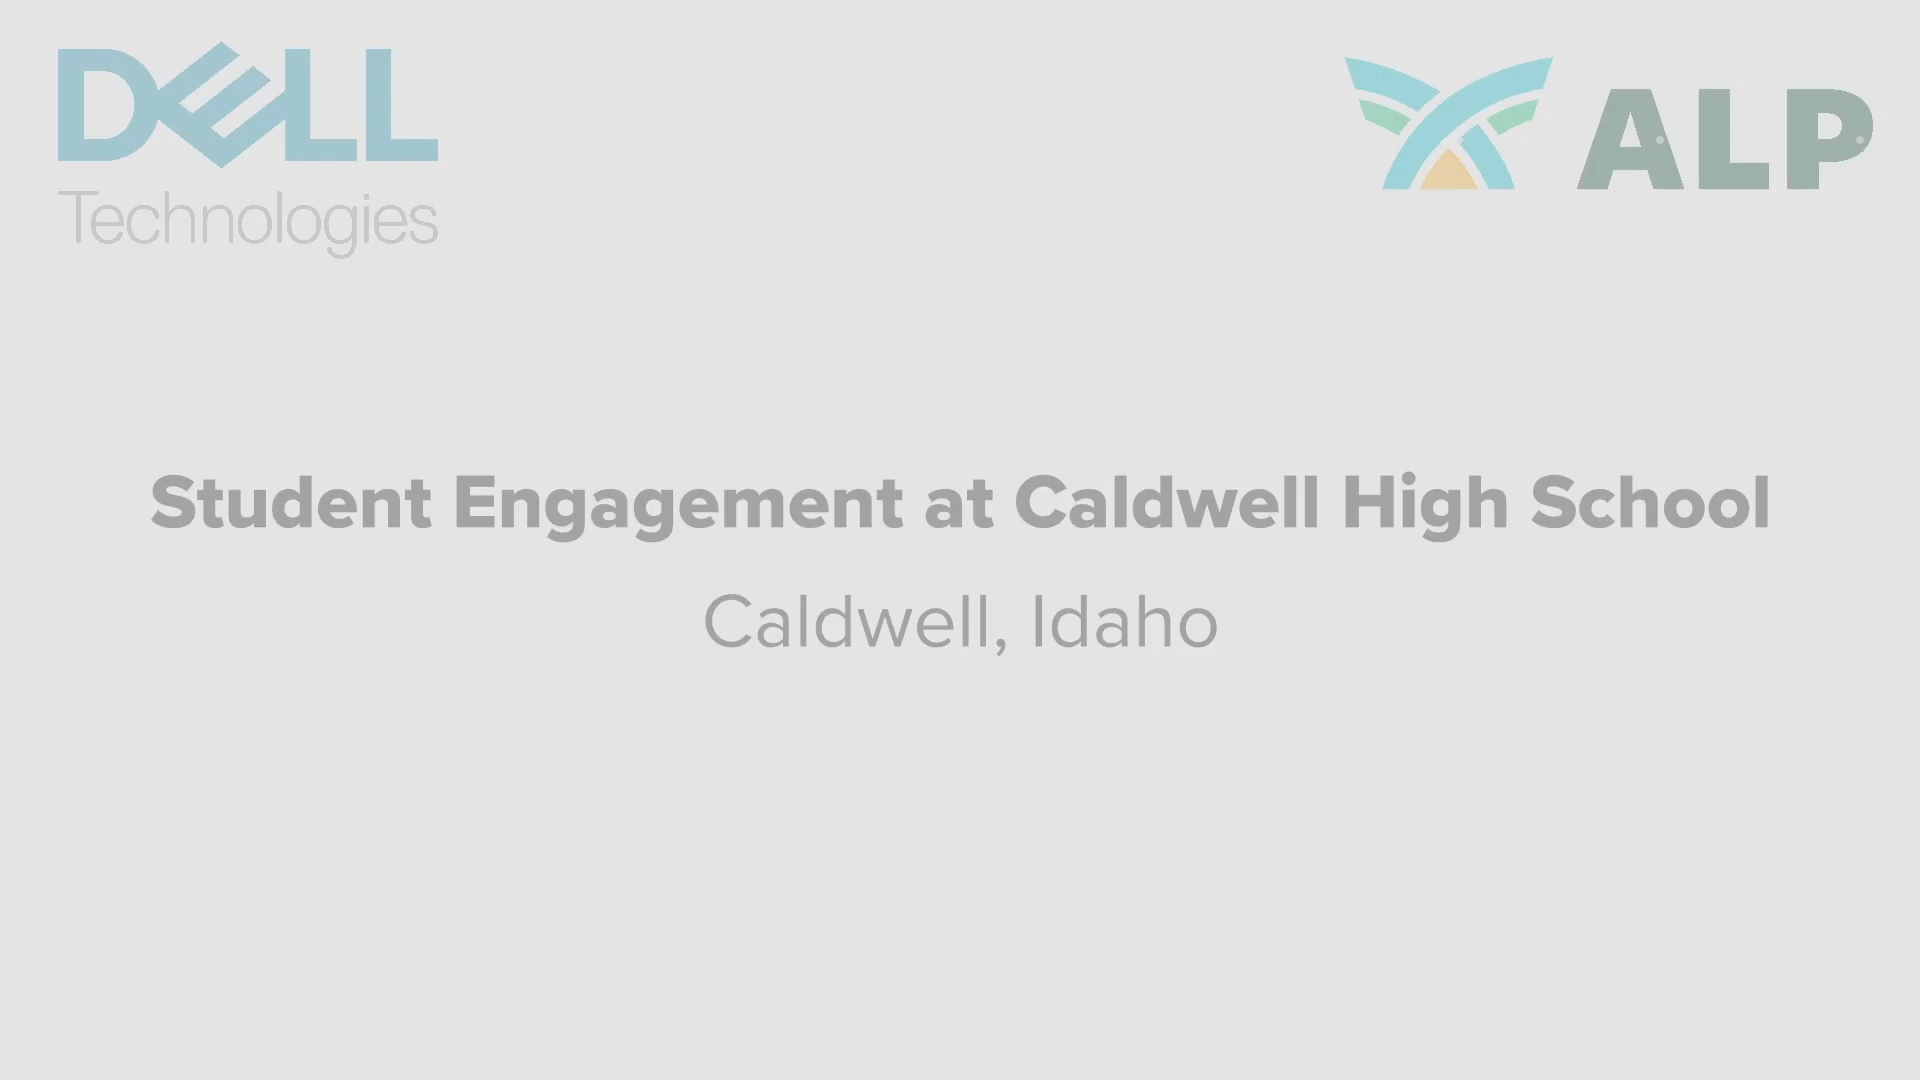 DELL
Technologies
ALP
Student Engagement at Caldwell High School
Caldwell, Idaho